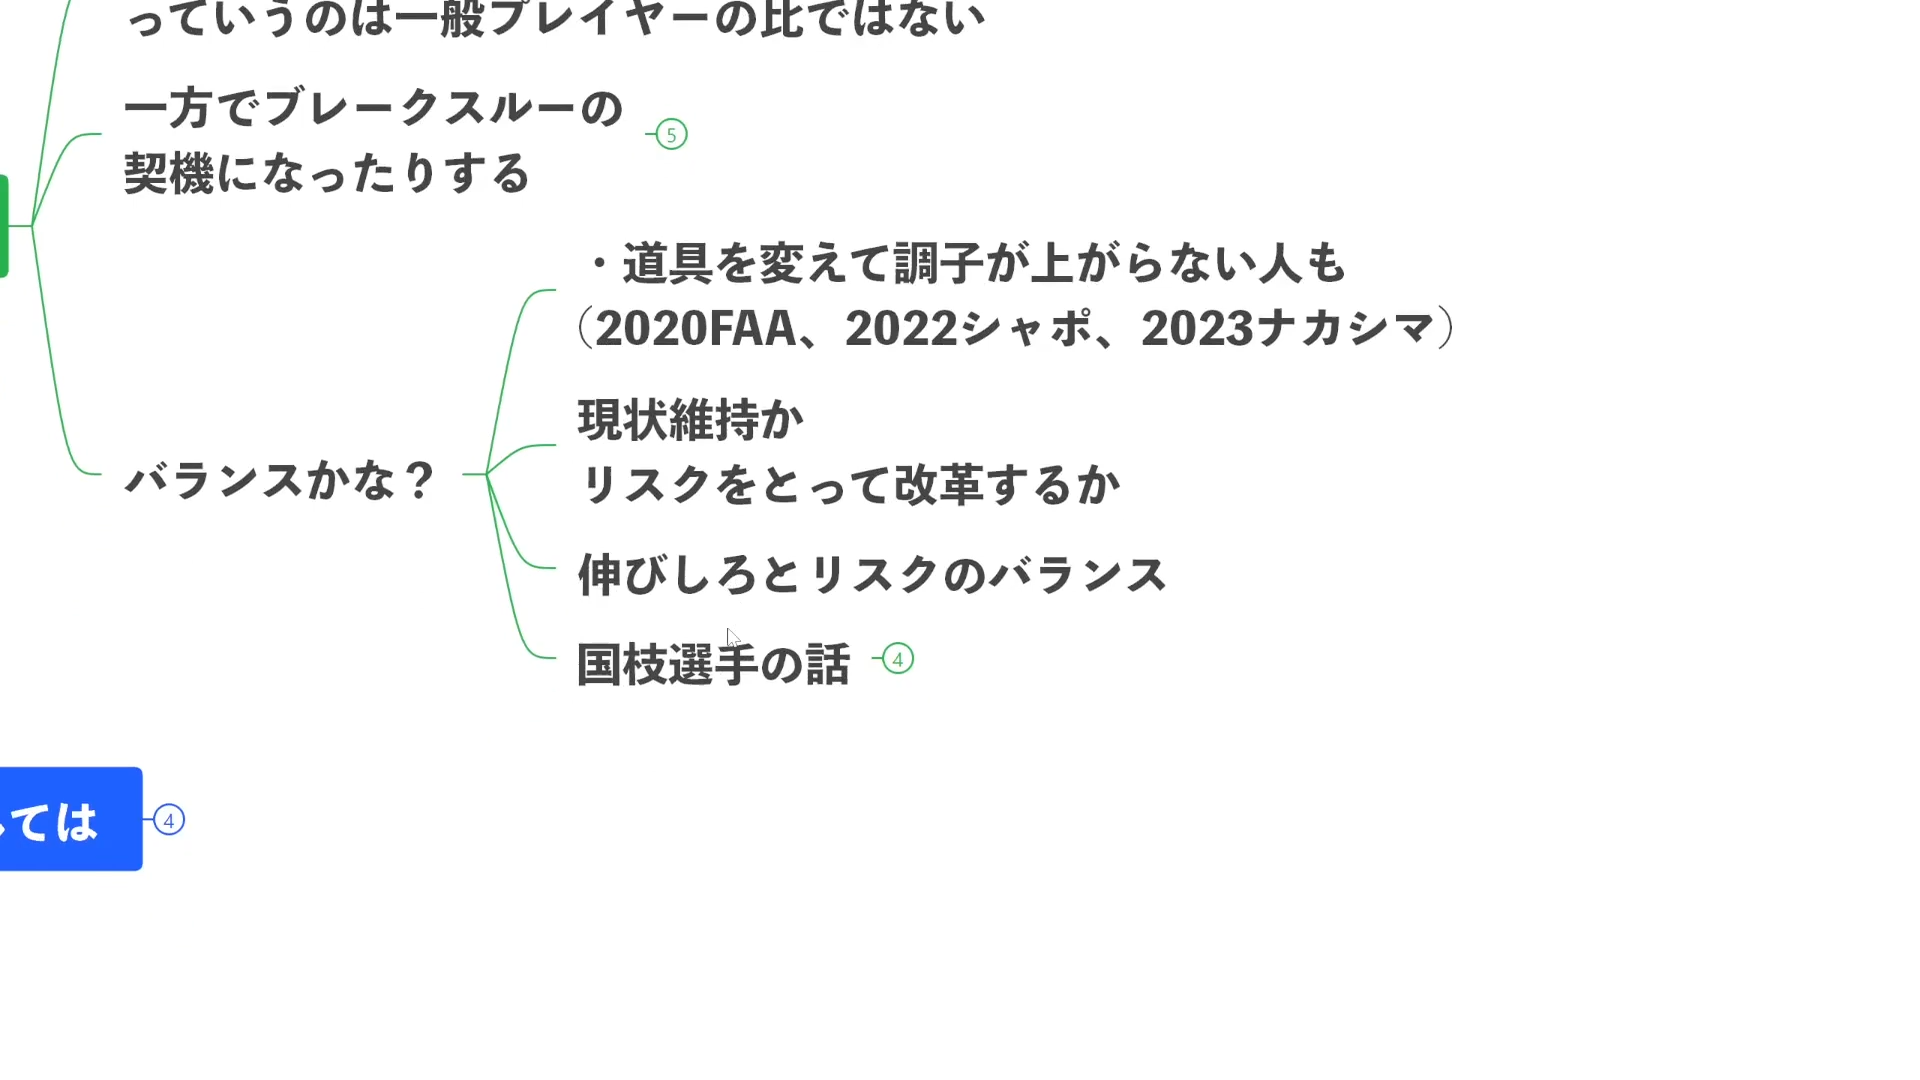 っていうのは一般プレイヤーの比ではない
一方でブレークスルーの
契機になったりする
5
・道具を変えて調子が上がらない人も
（2020FAA、2022シャポ、2023ナカシマ）
現状維持か
リスクをとって改革するか
バランスかな？
伸びしろとリスクのバランス
国枝選手の話
4
ては
4